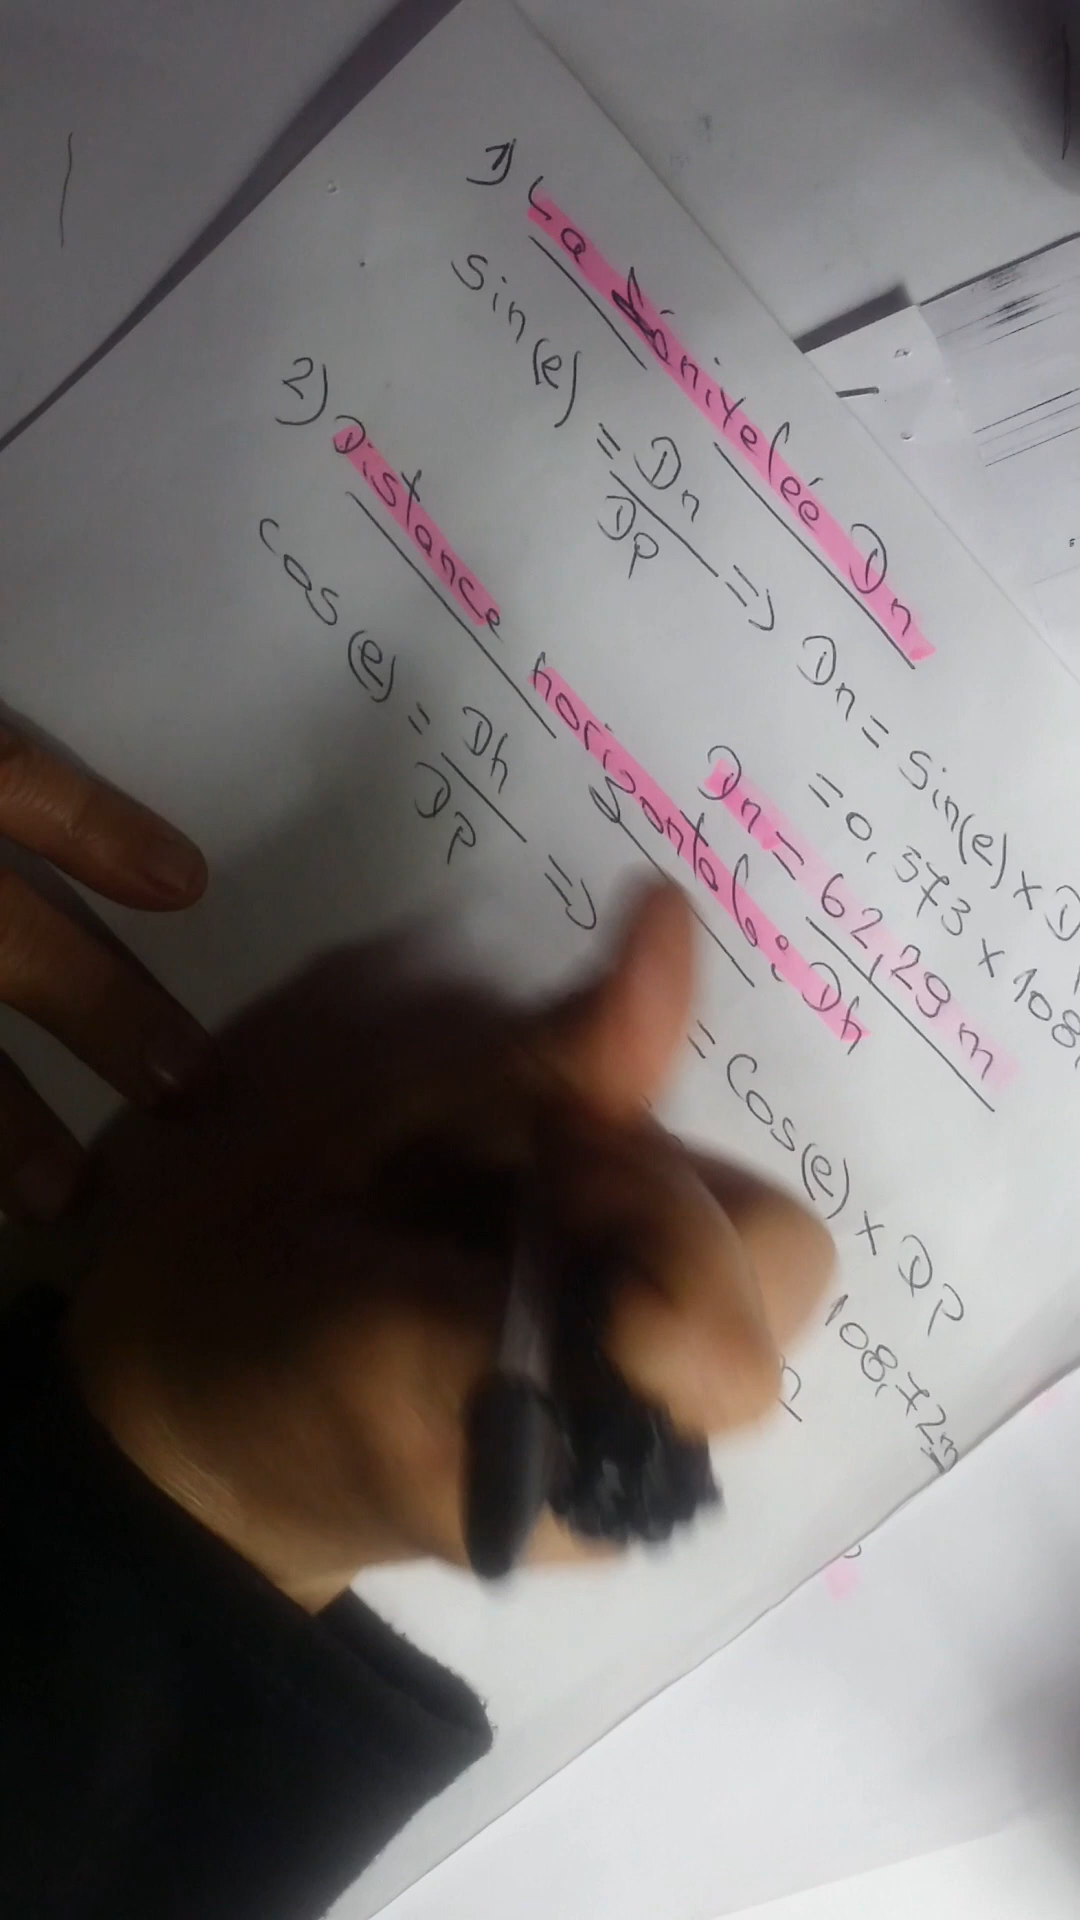 1) La Dénivelée Dn
sin(e) = Dn / DP => Dn = sin(e) x D
= 0,573 x 108,
Dn = 62,29 m
2) Distance horizontale: Dh
cos(e) = Dh / DP => = cos(e) x DP
108,72m